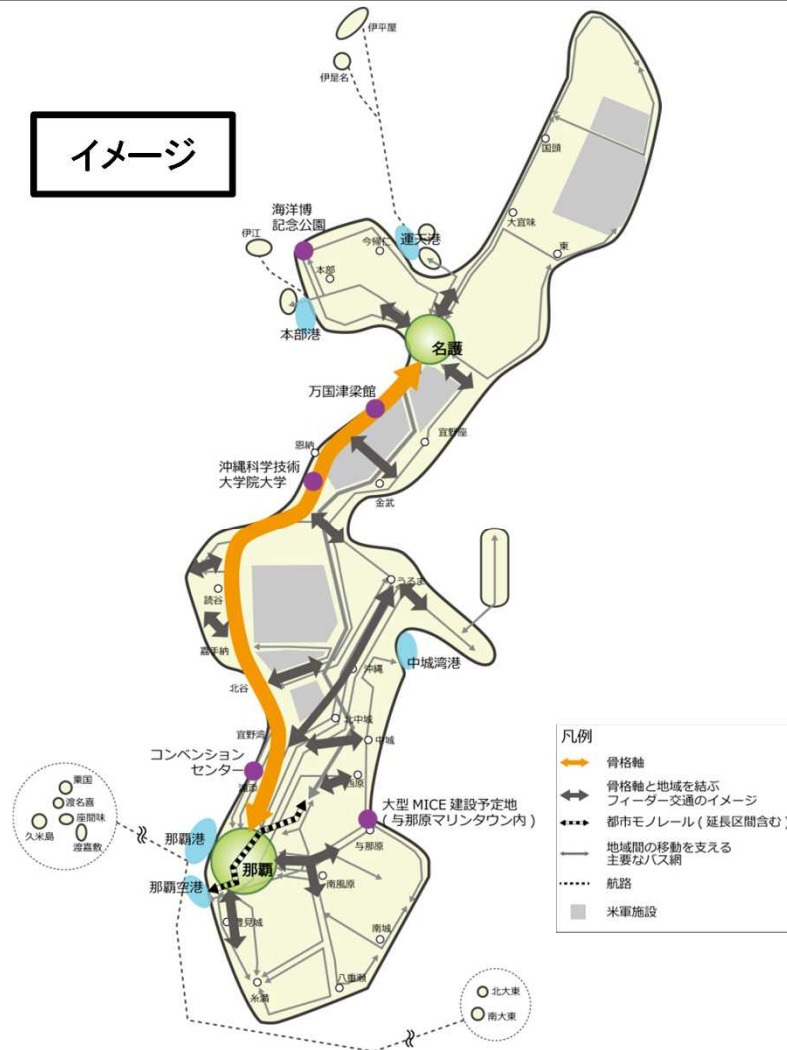 伊平屋
伊是名
イメージ
国頭
海洋博
記念公園
大宜味
伊江
今帰仁
運天港
東
本部
本部港
名護
万国津梁館
恩納
宜野座
沖縄科学技術
大学院大学
金武
うるま
読谷
嘉手納
中城湾港
沖縄
北谷
北中城
宜野湾
中城
凡例
コンベンション
センター
西原
骨格軸
粟国
浦添
骨格軸と地域を結ぶ
フィーダー交通のイメージ
渡名喜
大型 MICE 建設予定地
( 与那原マリンタウン内 )
座間味
久米島
都市モノレール ( 延長区間含む )
渡嘉敷
那覇港
与那原
地域間の移動を支える
主要なバス網
那覇
那覇空港
南風原
航路
豊見城
米軍施設
南城
八重瀬
糸満
北大東
南大東